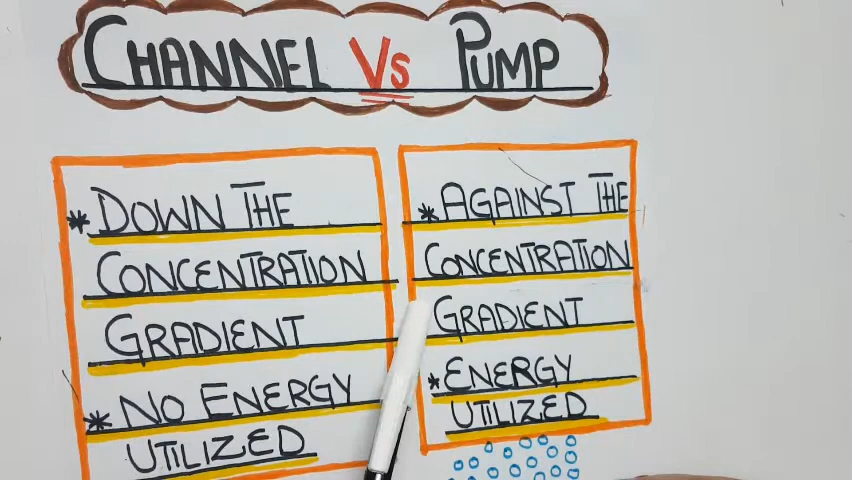 CHANNEL Vs PUMP
* DOWN THE
CONCENTRATION
GRADIENT
* NO ENERGY
UTILIZED
* AGAINST THE
CONCENTRATION
GRADIENT
* ENERGY
UTILIZED